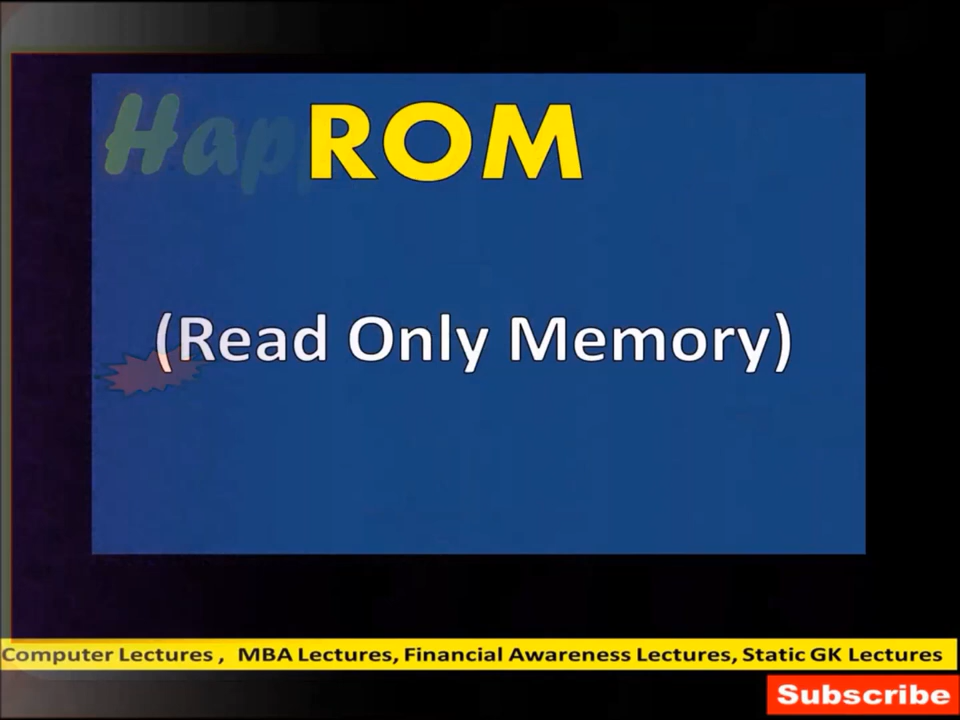 ROM
(Read Only Memory)
Computer Lectures , MBA Lectures, Financial Awareness Lectures, Static GK Lectures
Subscribe